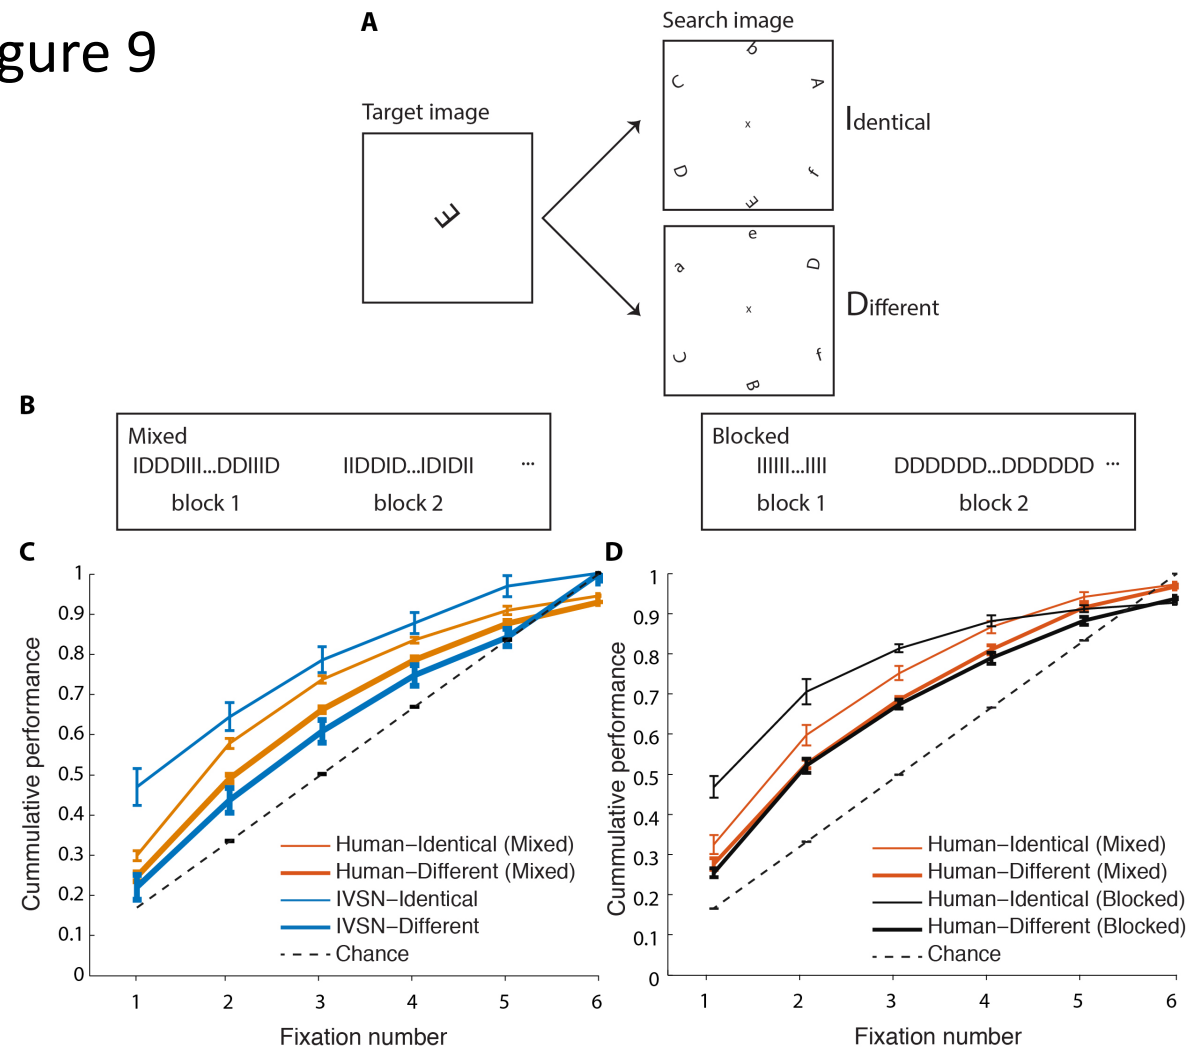 gure 9
A
Search image
Target image
E
b
C
A
x
D
f
E
Identical
e
a
D
x
C
f
B
Different
B
Mixed
IDDDIII...DDIIID IIDDID...IDIDII ...
block 1 block 2
Blocked
IIIIII...IIII DDDDDD...DDDDDD ...
block 1 block 2
C
Cummulative performance
1
0.9
0.8
0.7
0.6
0.5
0.4
0.3
0.2
0.1
0
Human–Identical (Mixed)
Human–Different (Mixed)
IVSN–Identical
IVSN–Different
Chance
1 2 3 4 5 6
Fixation number
D
Cummulative performance
1
0.9
0.8
0.7
0.6
0.5
0.4
0.3
0.2
0.1
0
Human–Identical (Mixed)
Human–Different (Mixed)
Human–Identical (Blocked)
Human–Different (Blocked)
Chance
1 2 3 4 5 6
Fixation number